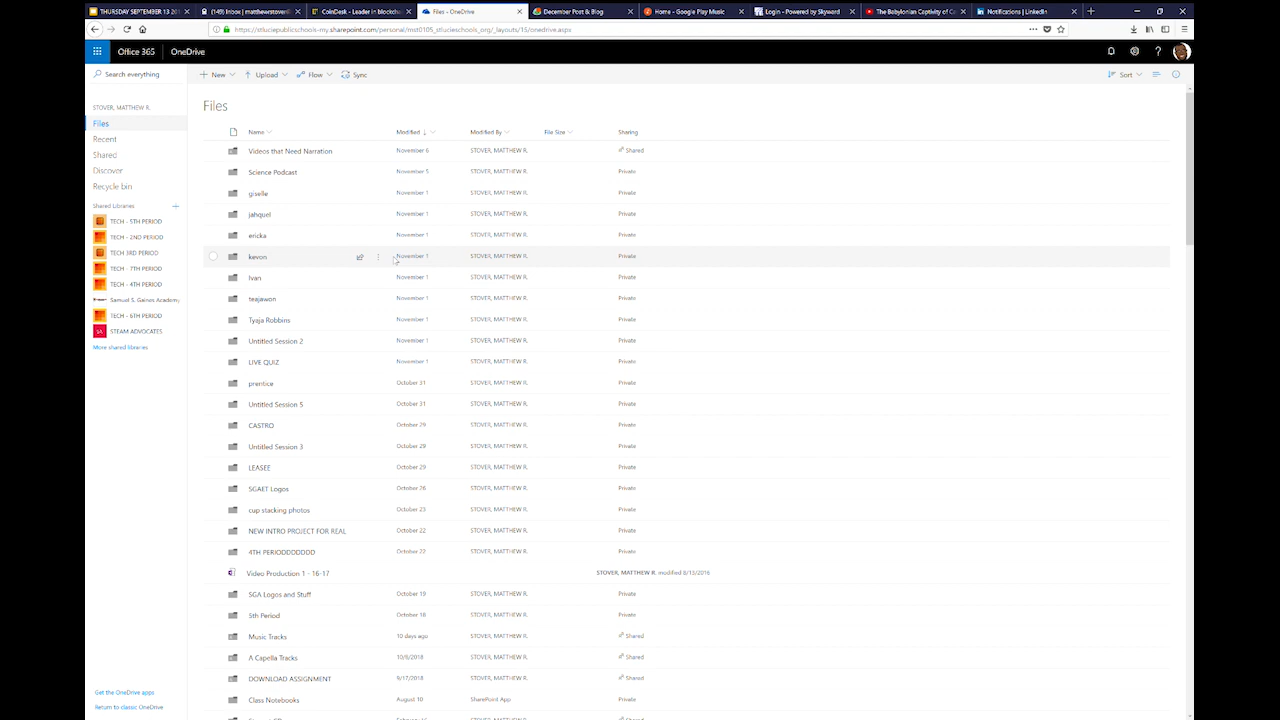 THURSDAY SEPTEMBER 13 201
(149) Inbox | matthewstover@
CoinDesk - Leader in blockcha
Files - OneDrive
December Post & Blog
Home - Google Play Music
Login - Powered by Skyward
The Babylonian Captivity of C
Notifications | LinkedIn
https://stluciepublicschools-my.sharepoint.com/personal/mst0105_stlucieschools_org/_layouts/15/onedrive.aspx
Office 365 OneDrive ?
Search everything
New Upload Flow Sync Sort
STOVER, MATTHEW R.
Files
Recent
Shared
Discover
Recycle bin
Shared Libraries +
TECH - 5TH PERIOD
TECH - 2ND PERIOD
TECH 3RD PERIOD
TECH - 7TH PERIOD
TECH - 4TH PERIOD
Samuel S. Gaines Academy
TECH - 6TH PERIOD
SA STEAM ADVOCATES
More shared libraries
Get the OneDrive apps
Return to classic OneDrive
Files
Name Modified ↓ Modified By File Size Sharing
Videos that Need Narration November 6 STOVER, MATTHEW R. Shared
Science Podcast November 5 STOVER, MATTHEW R. Private
giselle November 1 STOVER, MATTHEW R. Private
jahquel November 1 STOVER, MATTHEW R. Private
ericka November 1 STOVER, MATTHEW R. Private
kevon November 1 STOVER, MATTHEW R. Private
Ivan November 1 STOVER, MATTHEW R. Private
teajawon November 1 STOVER, MATTHEW R. Private
Tyaja Robbins November 1 STOVER, MATTHEW R. Private
Untitled Session 2 November 1 STOVER, MATTHEW R. Private
LIVE QUIZ November 1 STOVER, MATTHEW R. Private
prentice October 31 STOVER, MATTHEW R. Private
Untitled Session 5 October 31 STOVER, MATTHEW R. Private
CASTRO October 29 STOVER, MATTHEW R. Private
Untitled Session 3 October 29 STOVER, MATTHEW R. Private
LEASEE October 29 STOVER, MATTHEW R. Private
SGAET Logos October 26 STOVER, MATTHEW R. Private
cup stacking photos October 23 STOVER, MATTHEW R. Private
NEW INTRO PROJECT FOR REAL October 22 STOVER, MATTHEW R. Private
4TH PERIODDDDDDD October 22 STOVER, MATTHEW R. Private
Video Production 1 - 16-17 STOVER, MATTHEW R. modified 8/13/2016
SGA Logos and Stuff October 19 STOVER, MATTHEW R. Private
5th Period October 18 STOVER, MATTHEW R. Private
Music Tracks 10 days ago STOVER, MATTHEW R. Shared
A Capella Tracks 10/8/2018 STOVER, MATTHEW R. Shared
DOWNLOAD ASSIGNMENT 9/17/2018 STOVER, MATTHEW R. Shared
Class Notebooks August 10 SharePoint App Private